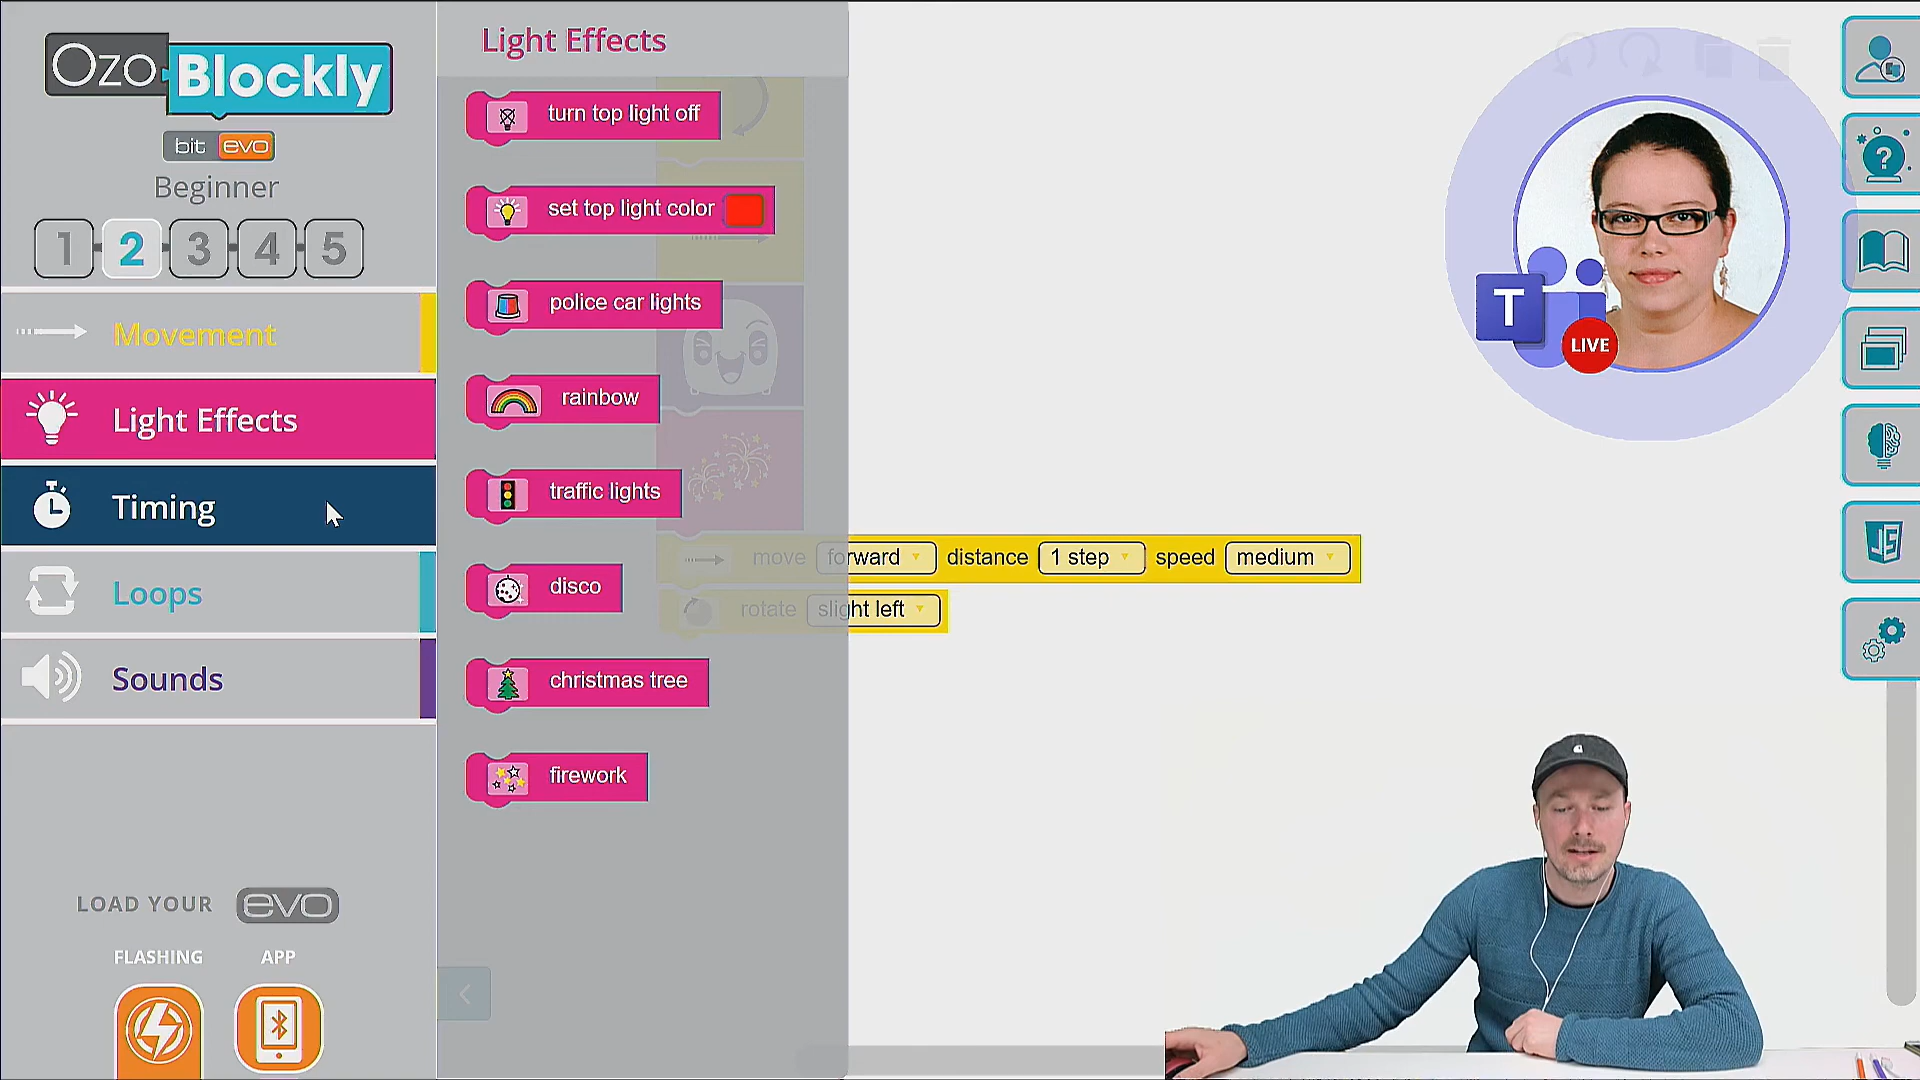 Ozo Blockly
bit evo
Beginner
1 2 3 4 5
Movement
Light Effects
Timing
Loops
Sounds
LOAD YOUR evo
FLASHING APP
Light Effects
turn top light off
set top light color
police car lights
rainbow
traffic lights
disco
christmas tree
firework
move forward distance 1 step speed medium
rotate slight left
T
LIVE
?
JS